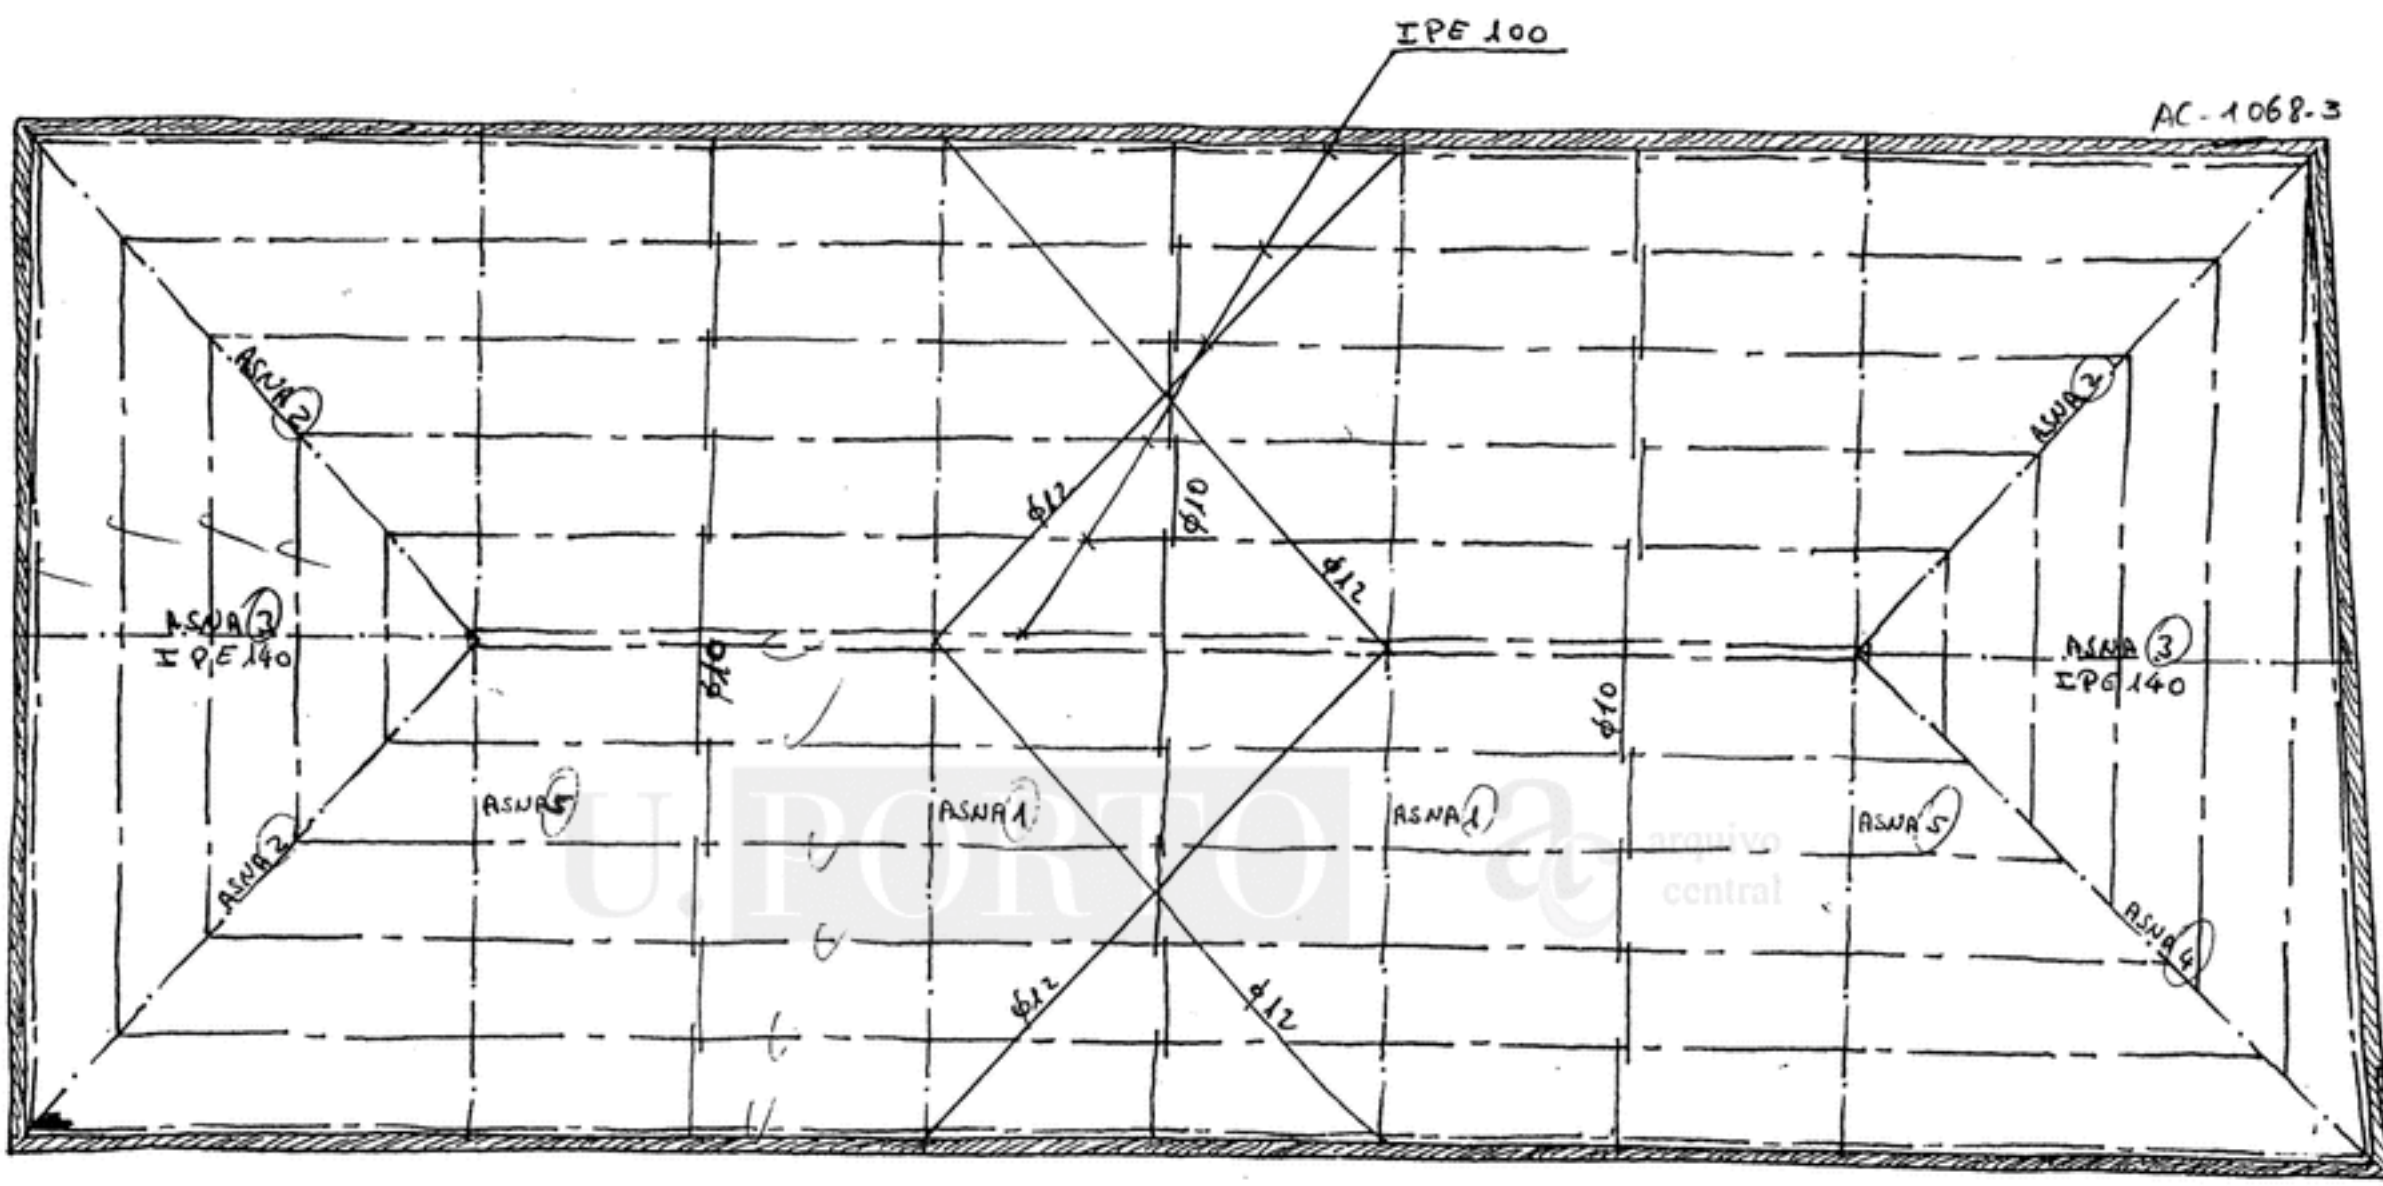 IPE 100
AC-1068-3
ASNA 2
ASNA 2
φ12
φ10
φ12
ASNA 3
IPE 140
φ10
ASNA 3
IPE 140
φ10
ASNA 5
ASNA 1
ASNA 1
ASNA 5
U. PORTO
ac arquivo
central
ASNA 2
ASNA 4
φ12
φ12